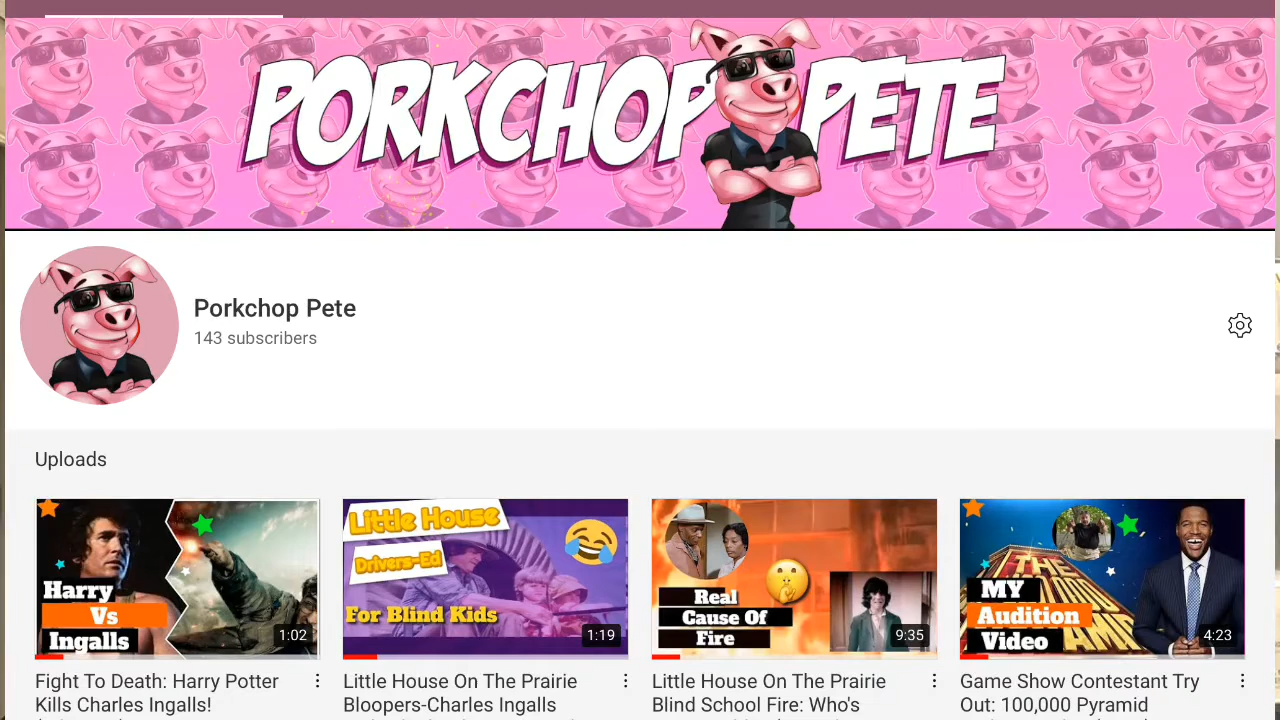 PORKCHOP PETE
Porkchop Pete
143 subscribers
Uploads
Harry
Vs
Ingalls
1:02
Little House
Drivers-Ed
For Blind Kids
1:19
Real
Cause Of
Fire
9:35
THE
MY
Audition
Video
4:23
Fight To Death: Harry Potter
Kills Charles Ingalls!
Little House On The Prairie
Bloopers-Charles Ingalls
Little House On The Prairie
Blind School Fire: Who's
Game Show Contestant Try
Out: 100,000 Pyramid